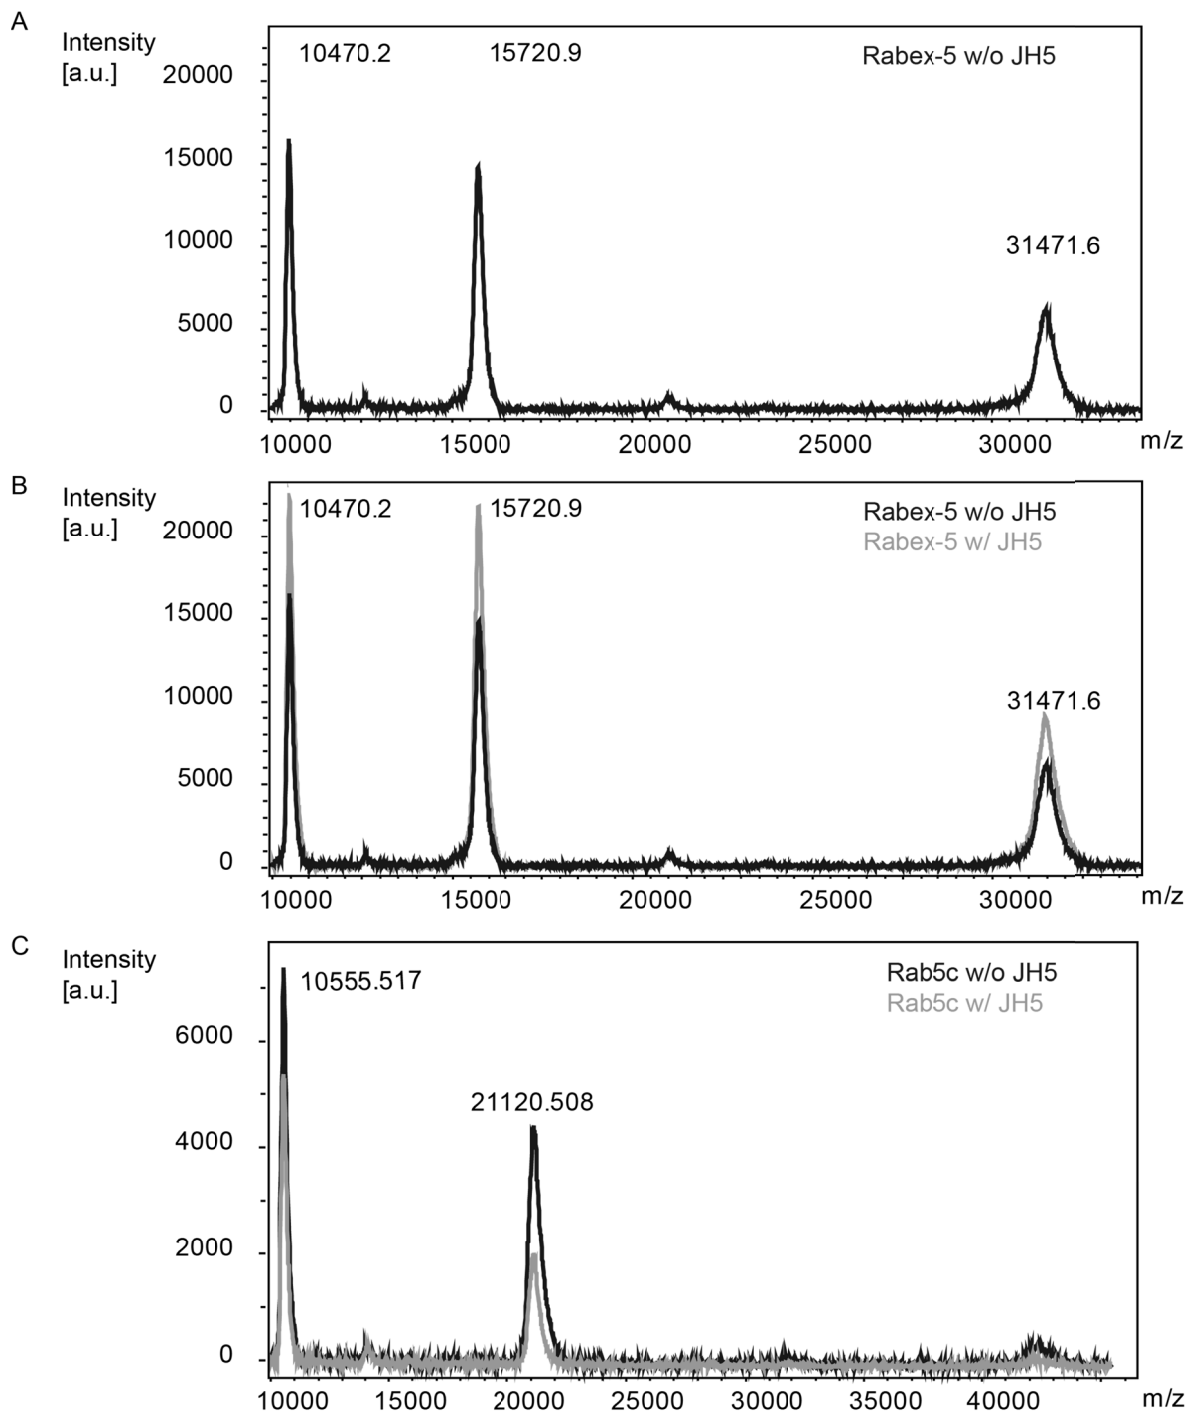 A
Intensity
[a.u.]
10470.2
15720.9
Rabex-5 w/o JH5
20000
15000
10000
31471.6
5000
0
10000 15000 20000 25000 30000 m/z
B
Intensity
[a.u.]
10470.2
15720.9
Rabex-5 w/o JH5
Rabex-5 w/ JH5
20000
15000
10000
31471.6
5000
0
10000 15000 20000 25000 30000 m/z
C
Intensity
[a.u.]
10555.517
Rab5c w/o JH5
Rab5c w/ JH5
6000
21120.508
4000
2000
0
10000 15000 20000 25000 30000 35000 40000 m/z